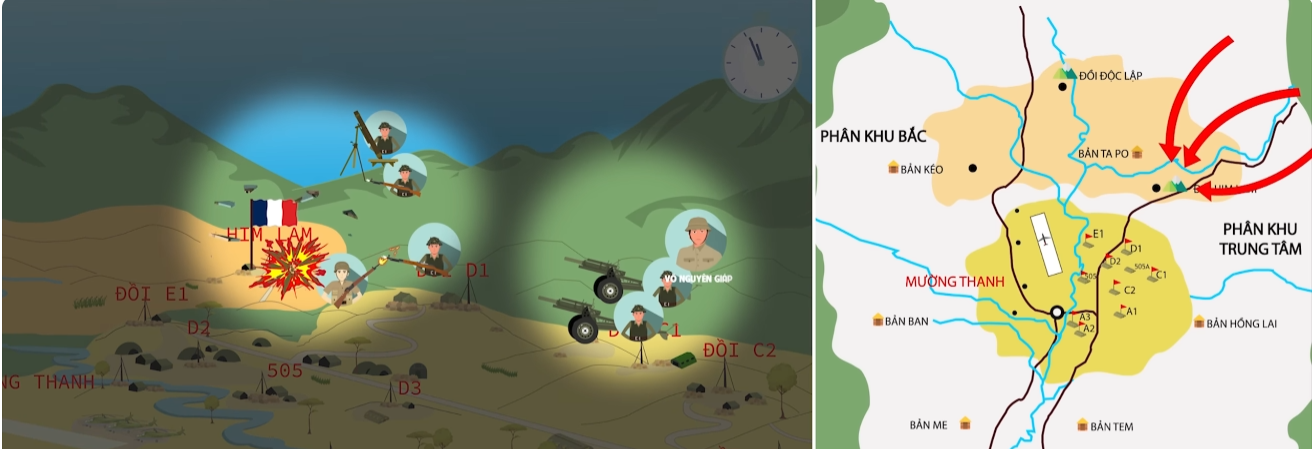 HIM LAM
ĐỒI E1
D1
VÕ NGUYÊN GIÁP
D2
C1
ĐỒI C2
505
NG THANH
D3
ĐỒI ĐỘC LẬP
PHÂN KHU BẮC
BẢN TA PO
BẢN KÉO
PHÂN KHU
TRUNG TÂM
E1
D1
D2
505
505A
C1
MƯỜNG THANH
C2
A1
A3
A2
BẢN BAN
BẢN HỒNG LAI
BẢN ME
BẢN TEM